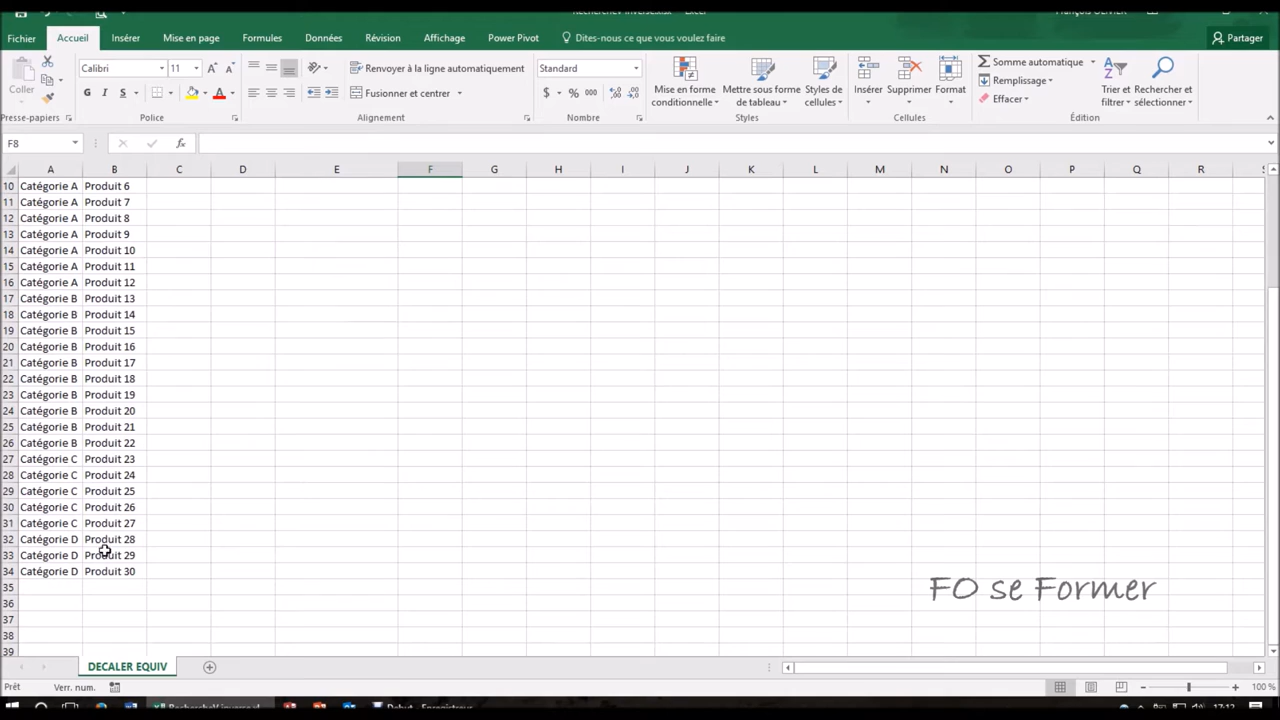 Fichier Accueil Insérer Mise en page Formules Données Révision Affichage Power Pivot Dites-nous ce que vous voulez faire Partager
Coller Calibri 11 Renvoyer à la ligne automatiquement Standard Mise en forme conditionnelle Mettre sous forme de tableau Styles de cellules Insérer Supprimer Format Somme automatique Remplissage Effacer Trier et filtrer Rechercher et sélectionner
G I S A Fusionner et centrer $ % 000
Presse-papiers Police Alignement Nombre Styles Cellules Édition
F8 fx
A B C D E F G H I J K L M N O P Q R
10 Catégorie A Produit 6
11 Catégorie A Produit 7
12 Catégorie A Produit 8
13 Catégorie A Produit 9
14 Catégorie A Produit 10
15 Catégorie A Produit 11
16 Catégorie A Produit 12
17 Catégorie B Produit 13
18 Catégorie B Produit 14
19 Catégorie B Produit 15
20 Catégorie B Produit 16
21 Catégorie B Produit 17
22 Catégorie B Produit 18
23 Catégorie B Produit 19
24 Catégorie B Produit 20
25 Catégorie B Produit 21
26 Catégorie B Produit 22
27 Catégorie C Produit 23
28 Catégorie C Produit 24
29 Catégorie C Produit 25
30 Catégorie C Produit 26
31 Catégorie C Produit 27
32 Catégorie D Produit 28
33 Catégorie D Produit 29
34 Catégorie D Produit 30
35
36
37
38
39
FO se Former
DECALER EQUIV
Prêt Verr. num. 100 %